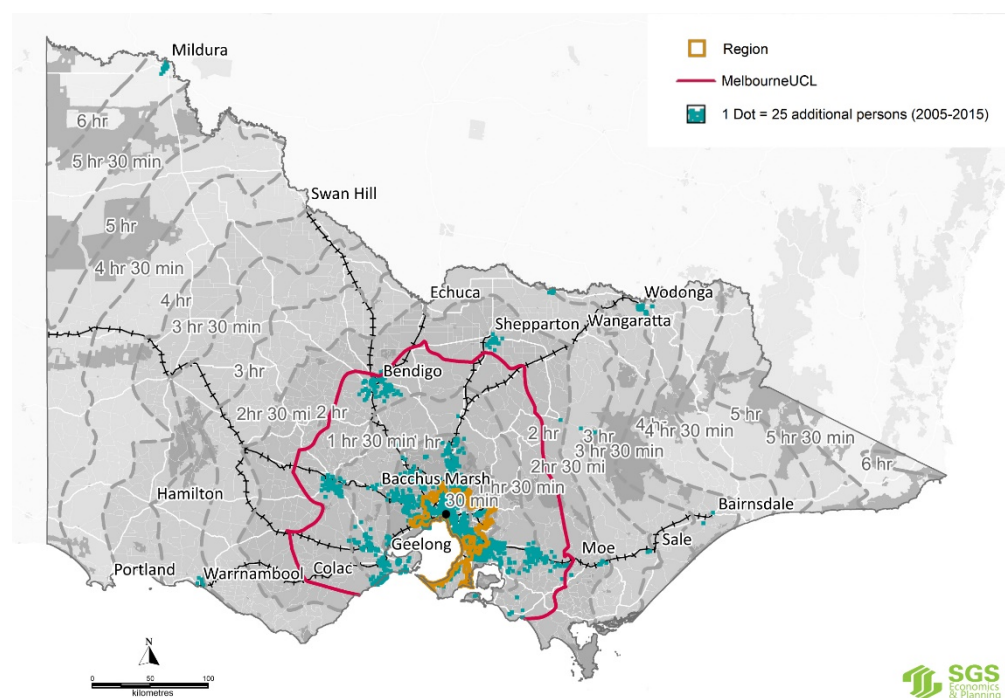 Mildura
Region
MelbourneUCL
1 Dot = 25 additional persons (2005-2015)
6 hr
5 hr 30 min
Swan Hill
5 hr
4 hr 30 min
Echuca
Wodonga
4 hr
Shepparton
Wangaratta
3 hr 30 min
3 hr
Bendigo
2hr 30 mi
2 hr
1 hr 30 min
hr
2 hr
3 hr
3 hr 30 min
2hr 30 mi
4 hr 30 min
5 hr
5 hr 30 min
6 hr
Bacchus Marsh
hr 30 min
30 min
Hamilton
Bairnsdale
Geelong
Moe
Sale
Portland
Warrnambool
Colac
N
0 50 100
kilometres
SGS
Economics
& Planning